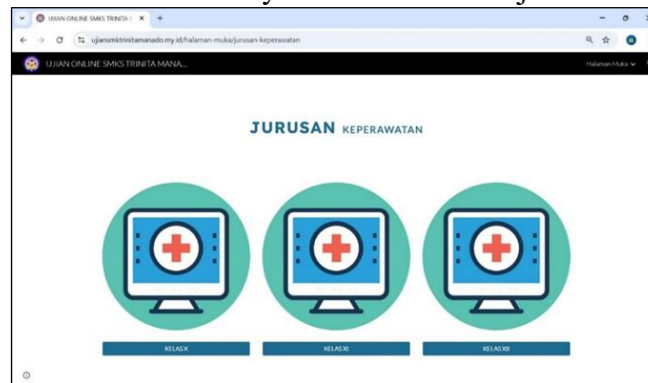 UJIAN ONLINE SMKS TRINITA
ujiansmktrinitamanado.my.id/halaman-muka/jurusan-keperawatan
UJIAN ONLINE SMKS TRINITA MANA...
Halaman Muka
JURUSAN KEPERAWATAN
KELAS X
KELAS XI
KELAS XII